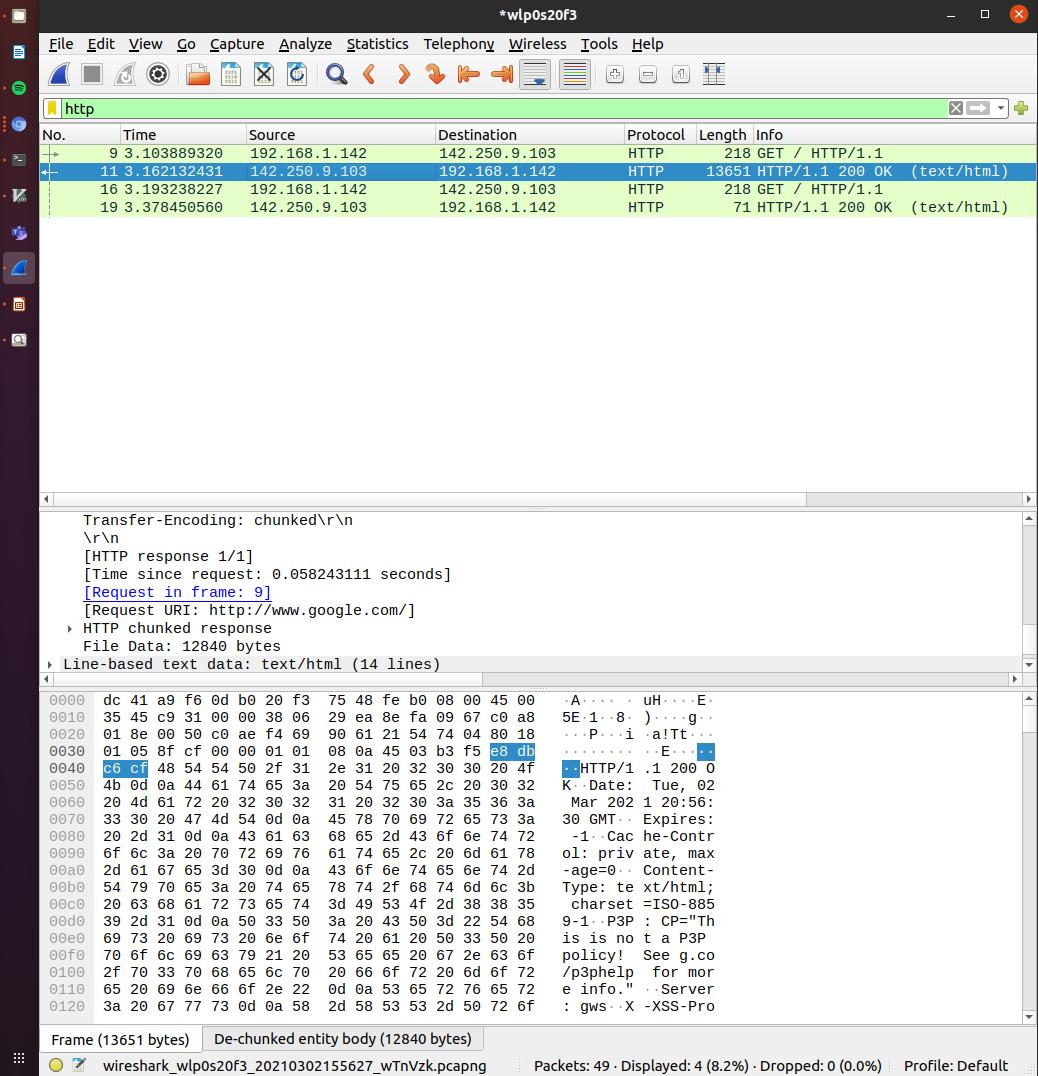 *wlp0s20f3
File Edit View Go Capture Analyze Statistics Telephony Wireless Tools Help
http
No. Time Source Destination Protocol Length Info
9 3.103889320 192.168.1.142 142.250.9.103 HTTP 218 GET / HTTP/1.1
11 3.162132431 142.250.9.103 192.168.1.142 HTTP 13651 HTTP/1.1 200 OK (text/html)
16 3.193238227 192.168.1.142 142.250.9.103 HTTP 218 GET / HTTP/1.1
19 3.378450560 142.250.9.103 192.168.1.142 HTTP 71 HTTP/1.1 200 OK (text/html)
Transfer-Encoding: chunked\r\n
\r\n
[HTTP response 1/1]
[Time since request: 0.058243111 seconds]
[Request in frame: 9]
[Request URI: http://www.google.com/]
HTTP chunked response
File Data: 12840 bytes
Line-based text data: text/html (14 lines)
0000 dc 41 a9 f6 0d b0 20 f3 75 48 fe b0 08 00 45 00 ·A···· · uH····E·
0010 35 45 c9 31 00 00 38 06 29 ea 8e fa 09 67 c0 a8 5E·1··8· )····g··
0020 01 8e 00 50 c0 ae f4 69 90 61 21 54 74 04 80 18 ···P···i ·a!Tt···
0030 01 05 8f cf 00 00 01 01 08 0a 45 03 b3 f5 e8 db ········ ··E·····
0040 c6 cf 48 54 54 50 2f 31 2e 31 20 32 30 30 20 4f ··HTTP/1 .1 200 O
0050 4b 0d 0a 44 61 74 65 3a 20 54 75 65 2c 20 30 32 K··Date: Tue, 02
0060 20 4d 61 72 20 32 30 32 31 20 32 30 3a 35 36 3a Mar 202 1 20:56:
0070 33 30 20 47 4d 54 0d 0a 45 78 70 69 72 65 73 3a 30 GMT·· Expires:
0080 20 2d 31 0d 0a 43 61 63 68 65 2d 43 6f 6e 74 72 -1··Cac he-Contr
0090 6f 6c 3a 20 70 72 69 76 61 74 65 2c 20 6d 61 78 ol: priv ate, max
00a0 2d 61 67 65 3d 30 0d 0a 43 6f 6e 74 65 6e 74 2d -age=0·· Content-
00b0 54 79 70 65 3a 20 74 65 78 74 2f 68 74 6d 6c 3b Type: te xt/html;
00c0 20 63 68 61 72 73 65 74 3d 49 53 4f 2d 38 38 35 charset =ISO-885
00d0 39 2d 31 0d 0a 50 33 50 3a 20 43 50 3d 22 54 68 9-1··P3P : CP="Th
00e0 69 73 20 69 73 20 6e 6f 74 20 61 20 50 33 50 20 is is no t a P3P
00f0 70 6f 6c 69 63 79 21 20 53 65 65 20 67 2e 63 6f policy! See g.co
0100 2f 70 33 70 68 65 6c 70 20 66 6f 72 20 6d 6f 72 /p3phelp for mor
0110 65 20 69 6e 66 6f 2e 22 0d 0a 53 65 72 76 65 72 e info." ··Server
0120 3a 20 67 77 73 0d 0a 58 2d 58 53 53 2d 50 72 6f : gws··X -XSS-Pro
Frame (13651 bytes) De-chunked entity body (12840 bytes)
wireshark_wlp0s20f3_20210302155627_wTnVzk.pcapng Packets: 49 · Displayed: 4 (8.2%) · Dropped: 0 (0.0%) Profile: Default